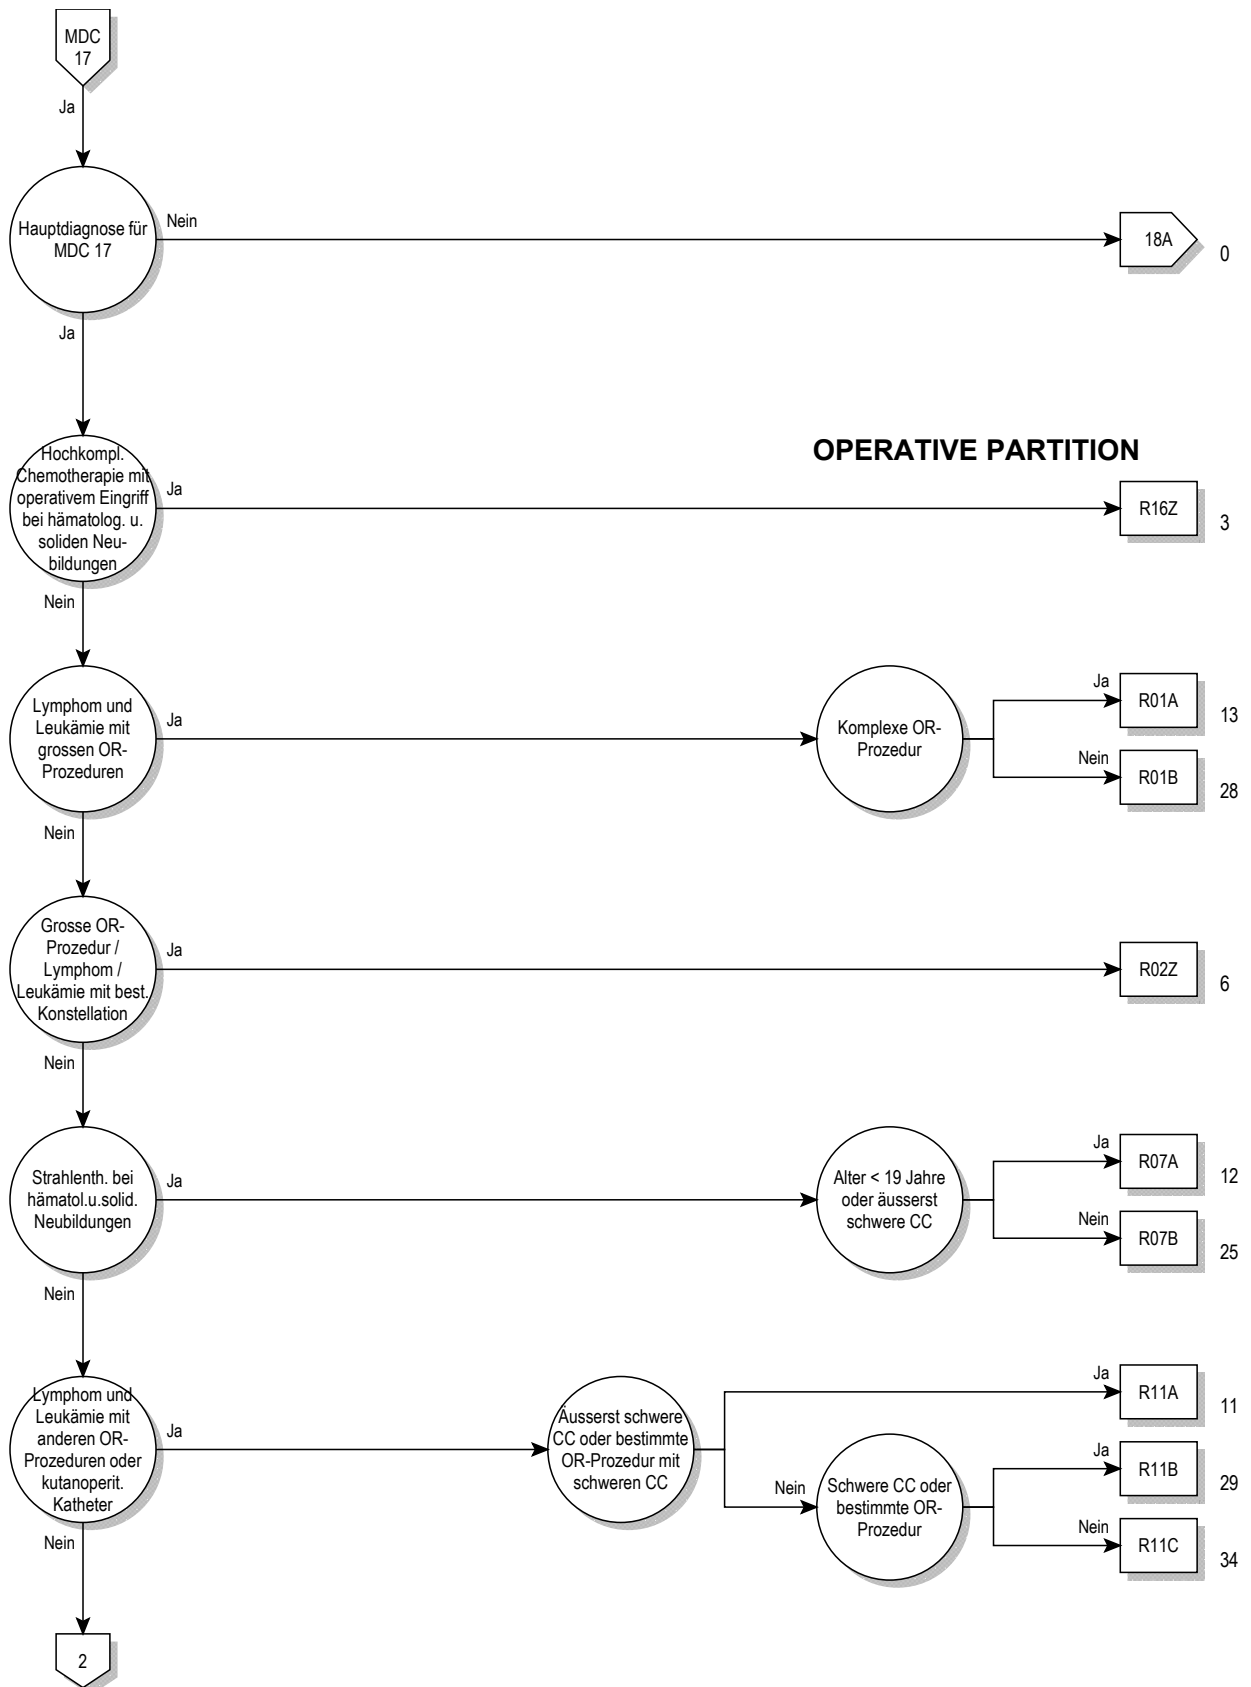 MDC
17
Ja
Hauptdiagnose für
MDC 17
Nein
18A
0
Ja
OPERATIVE PARTITION
Hochkompl.
Chemotherapie mit
operativem Eingriff
bei hämatolog. u.
soliden Neu-
bildungen
Ja
R16Z
3
Nein
Lymphom und
Leukämie mit
grossen OR-
Prozeduren
Ja
Komplexe OR-
Prozedur
Ja
R01A
13
Nein
R01B
28
Nein
Grosse OR-
Prozedur /
Lymphom /
Leukämie mit best.
Konstellation
Ja
R02Z
6
Nein
Strahlenth. bei
hämatol.u.solid.
Neubildungen
Ja
Alter < 19 Jahre
oder äusserst
schwere CC
Ja
R07A
12
Nein
R07B
25
Nein
Lymphom und
Leukämie mit
anderen OR-
Prozeduren oder
kutanoperit.
Katheter
Ja
Äusserst schwere
CC oder bestimmte
OR-Prozedur mit
schweren CC
Ja
R11A
11
Nein
Schwere CC oder
bestimmte OR-
Prozedur
Ja
R11B
29
Nein
R11C
34
Nein
2